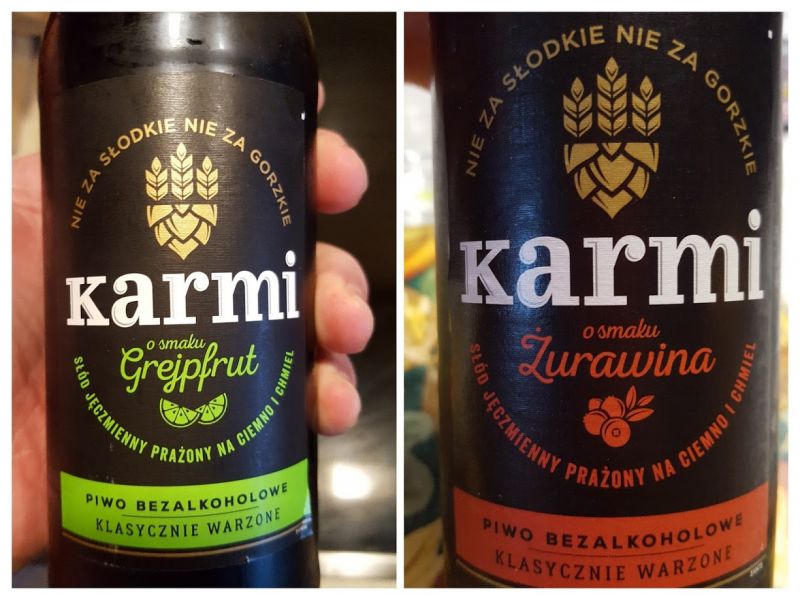 NIE ZA SŁODKIE NIE ZA GORZKIE
Karmi
o smaku
Grejpfrut
SŁÓD JĘCZMIENNY PRAŻONY NA CIEMNO I CHMIEL
PIWO BEZALKOHOLOWE
KLASYCZNIE WARZONE
NIE ZA SŁODKIE NIE ZA GORZKIE
Karmi
o smaku
Żurawina
SŁÓD JĘCZMIENNY PRAŻONY NA CIEMNO I CHMIEL
PIWO BEZALKOHOLOWE
KLASYCZNIE WARZONE